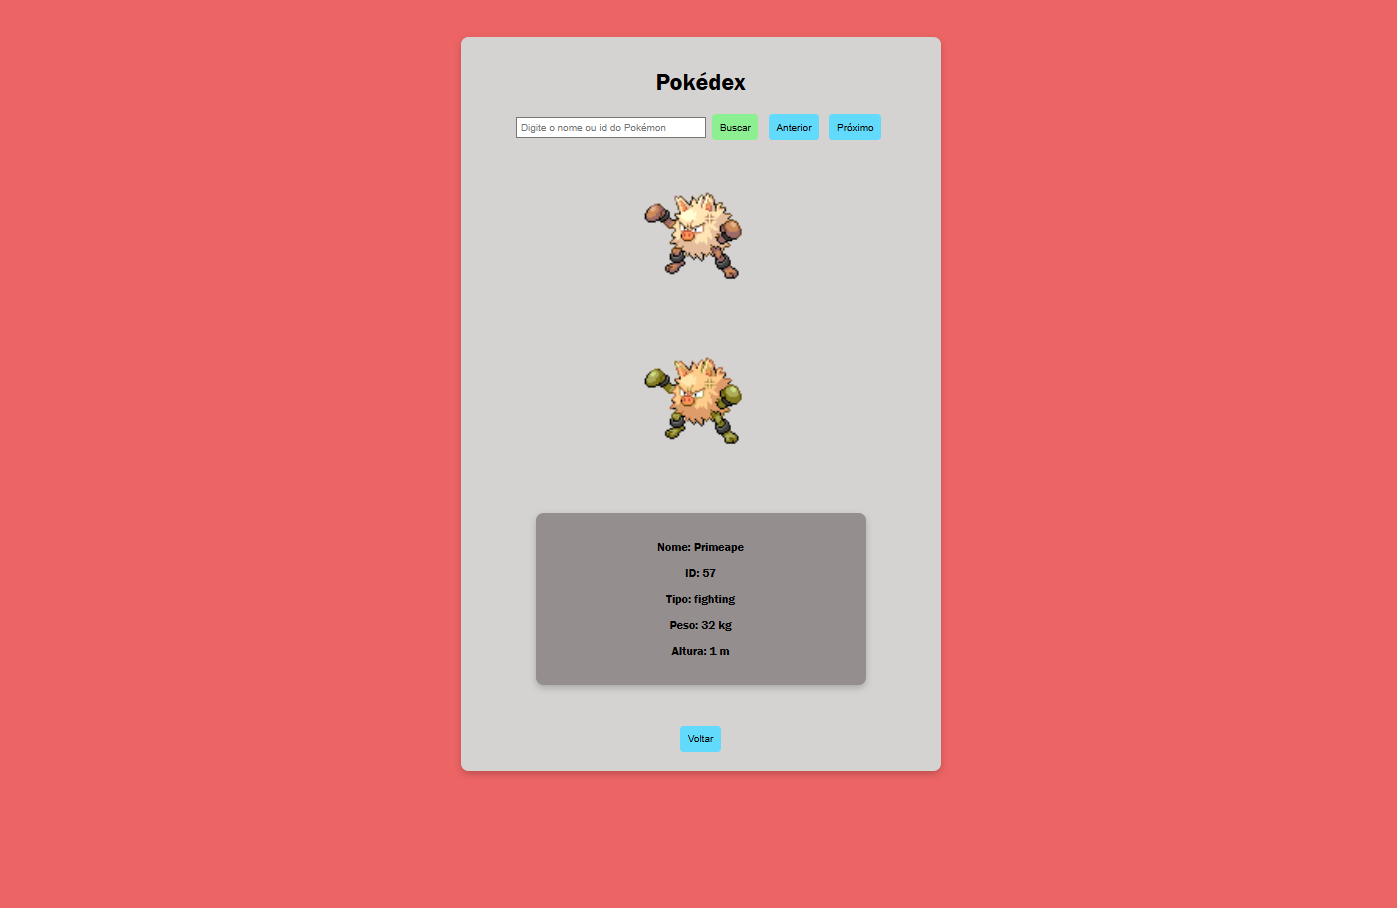 Pokédex
Digite o nome ou id do Pokémon Buscar Anterior Próximo
Nome: Primeape
ID: 57
Tipo: fighting
Peso: 32 kg
Altura: 1 m
Voltar